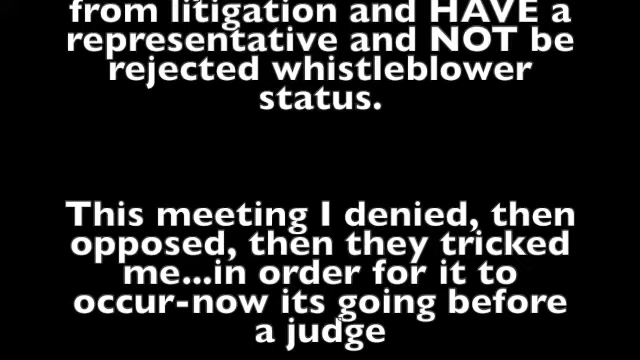 from litigation and HAVE a
representative and NOT be
rejected whistleblower
status.
This meeting I denied, then
opposed, then they tricked
me...in order for it to
occur-now its going before
a judge